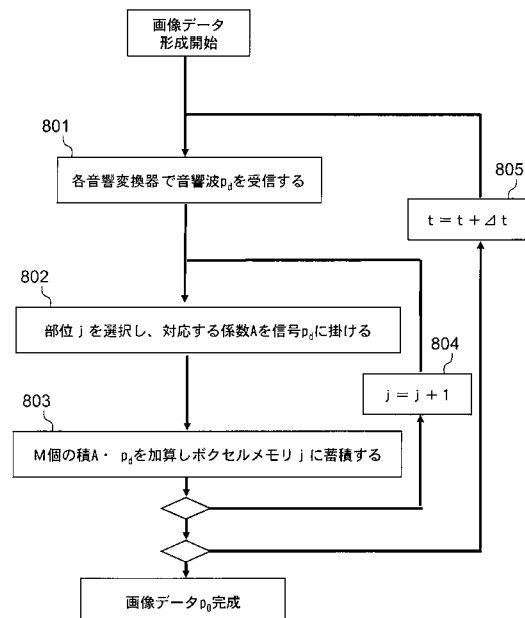 画像データ
形成開始
801
各音響変換器で音響波pdを受信する
805
t=t+Δt
802
部位jを選択し、対応する係数Aを信号pdに掛ける
804
j=j+1
803
M個の積A・pdを加算しボクセルメモリjに蓄積する
画像データp0完成